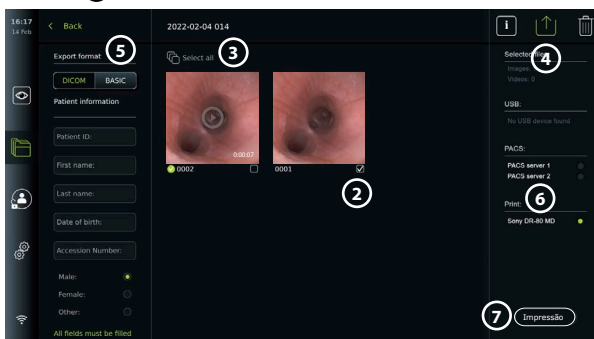 16:17
14 Feb
Back
2022-02-04 014
i
Export format
5
Select all
3
Selected files:
4
DICOM
BASIC
Images:
Videos: 0
Patient information
USB:
No USB device found
Patient ID:
PACS:
0:00:07
0002
0001
First name:
PACS server 1
PACS server 2
2
Last name:
Print:
6
Date of birth:
Sony DR-80 MD
Accession Number:
Male:
Female:
Other:
7
Impressão
All fields must be filled